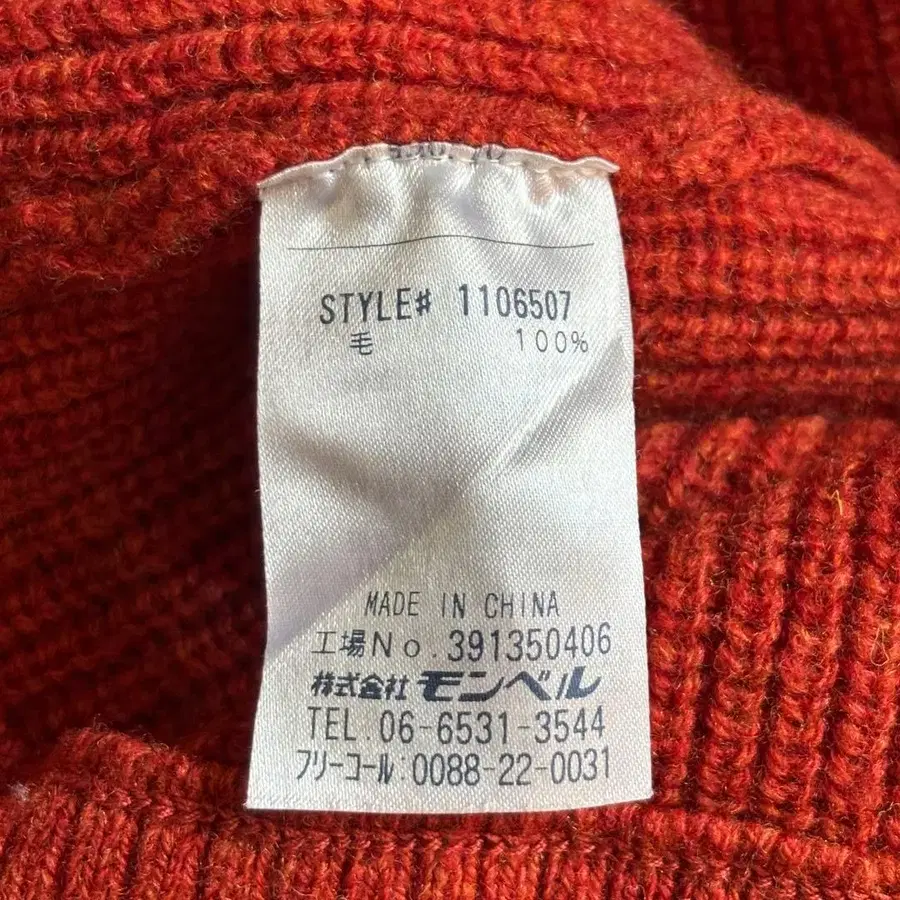 STYLE# 1106507
毛 100%
MADE IN CHINA
工場No.391350406
株式会社 モンベル
TEL.06-6531-3544
フリーコール:0088-22-0031